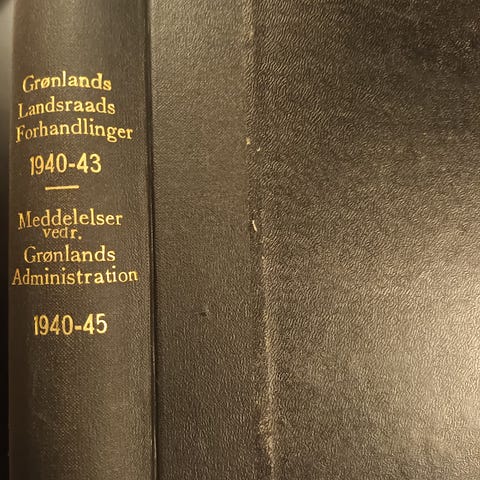 Grønlands
Landsraads
Forhandlinger
1940-43
Meddelelser
vedr.
Grønlands
Administration
1940-45